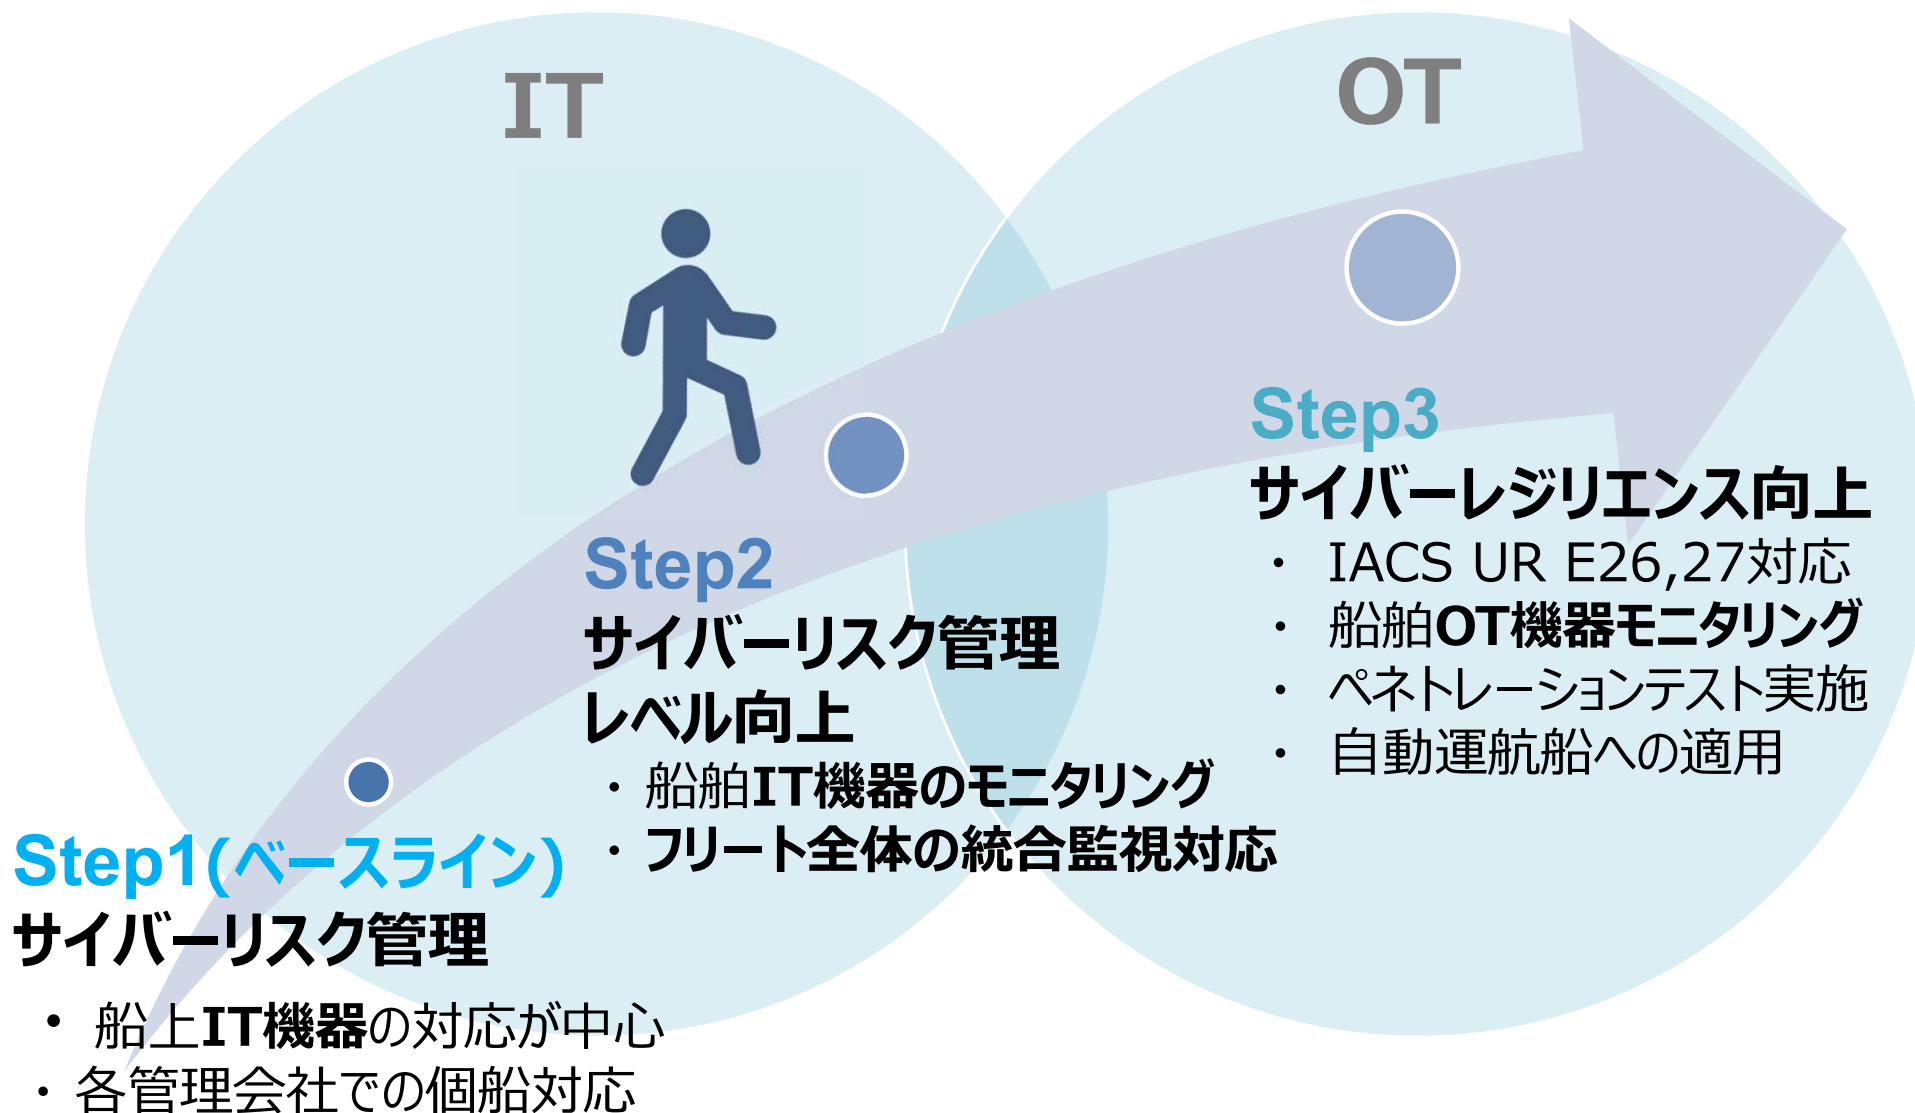 IT
OT
Step1(ベースライン)
サイバーリスク管理
・ 船上IT機器の対応が中心
・各管理会社での個船対応
Step2
サイバーリスク管理
レベル向上
・船舶IT機器のモニタリング
・フリート全体の統合監視対応
Step3
サイバーレジリエンス向上
・ IACS UR E26,27対応
・ 船舶OT機器モニタリング
・ ペネトレーションテスト実施
・ 自動運航船への適用